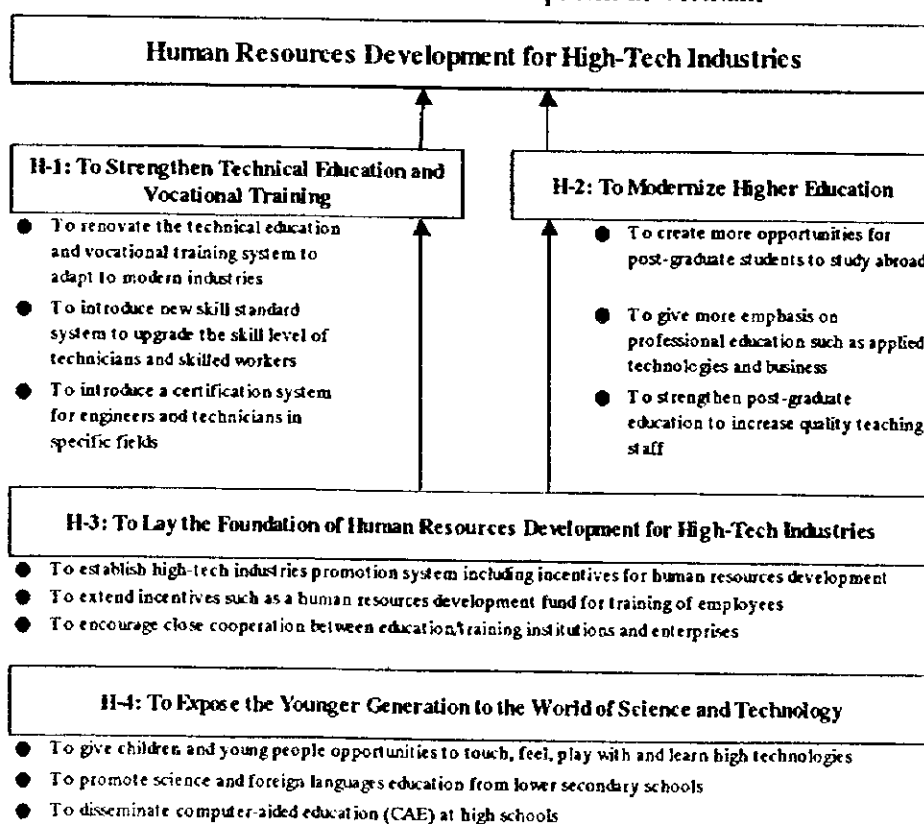 Human Resources Development for High-Tech Industries
H-1: To Strengthen Technical Education and
Vocational Training
● To renovate the technical education
and vocational training system to
adapt to modern industries
● To introduce new skill standard
system to upgrade the skill level of
technicians and skilled workers
● To introduce a certification system
for engineers and technicians in
specific fields
H-2: To Modernize Higher Education
● To create more opportunities for
post-graduate students to study abroad
● To give more emphasis on
professional education such as applied
technologies and business
● To strengthen post-graduate
education to increase quality teaching
staff
H-3: To Lay the Foundation of Human Resources Development for High-Tech Industries
● To establish high-tech industries promotion system including incentives for human resources development
● To extend incentives such as a human resources development fund for training of employees
● To encourage close cooperation between education/training institutions and enterprises
H-4: To Expose the Younger Generation to the World of Science and Technology
● To give children and young people opportunities to touch, feel, play with and learn high technologies
● To promote science and foreign languages education from lower secondary schools
● To disseminate computer-aided education (CAE) at high schools